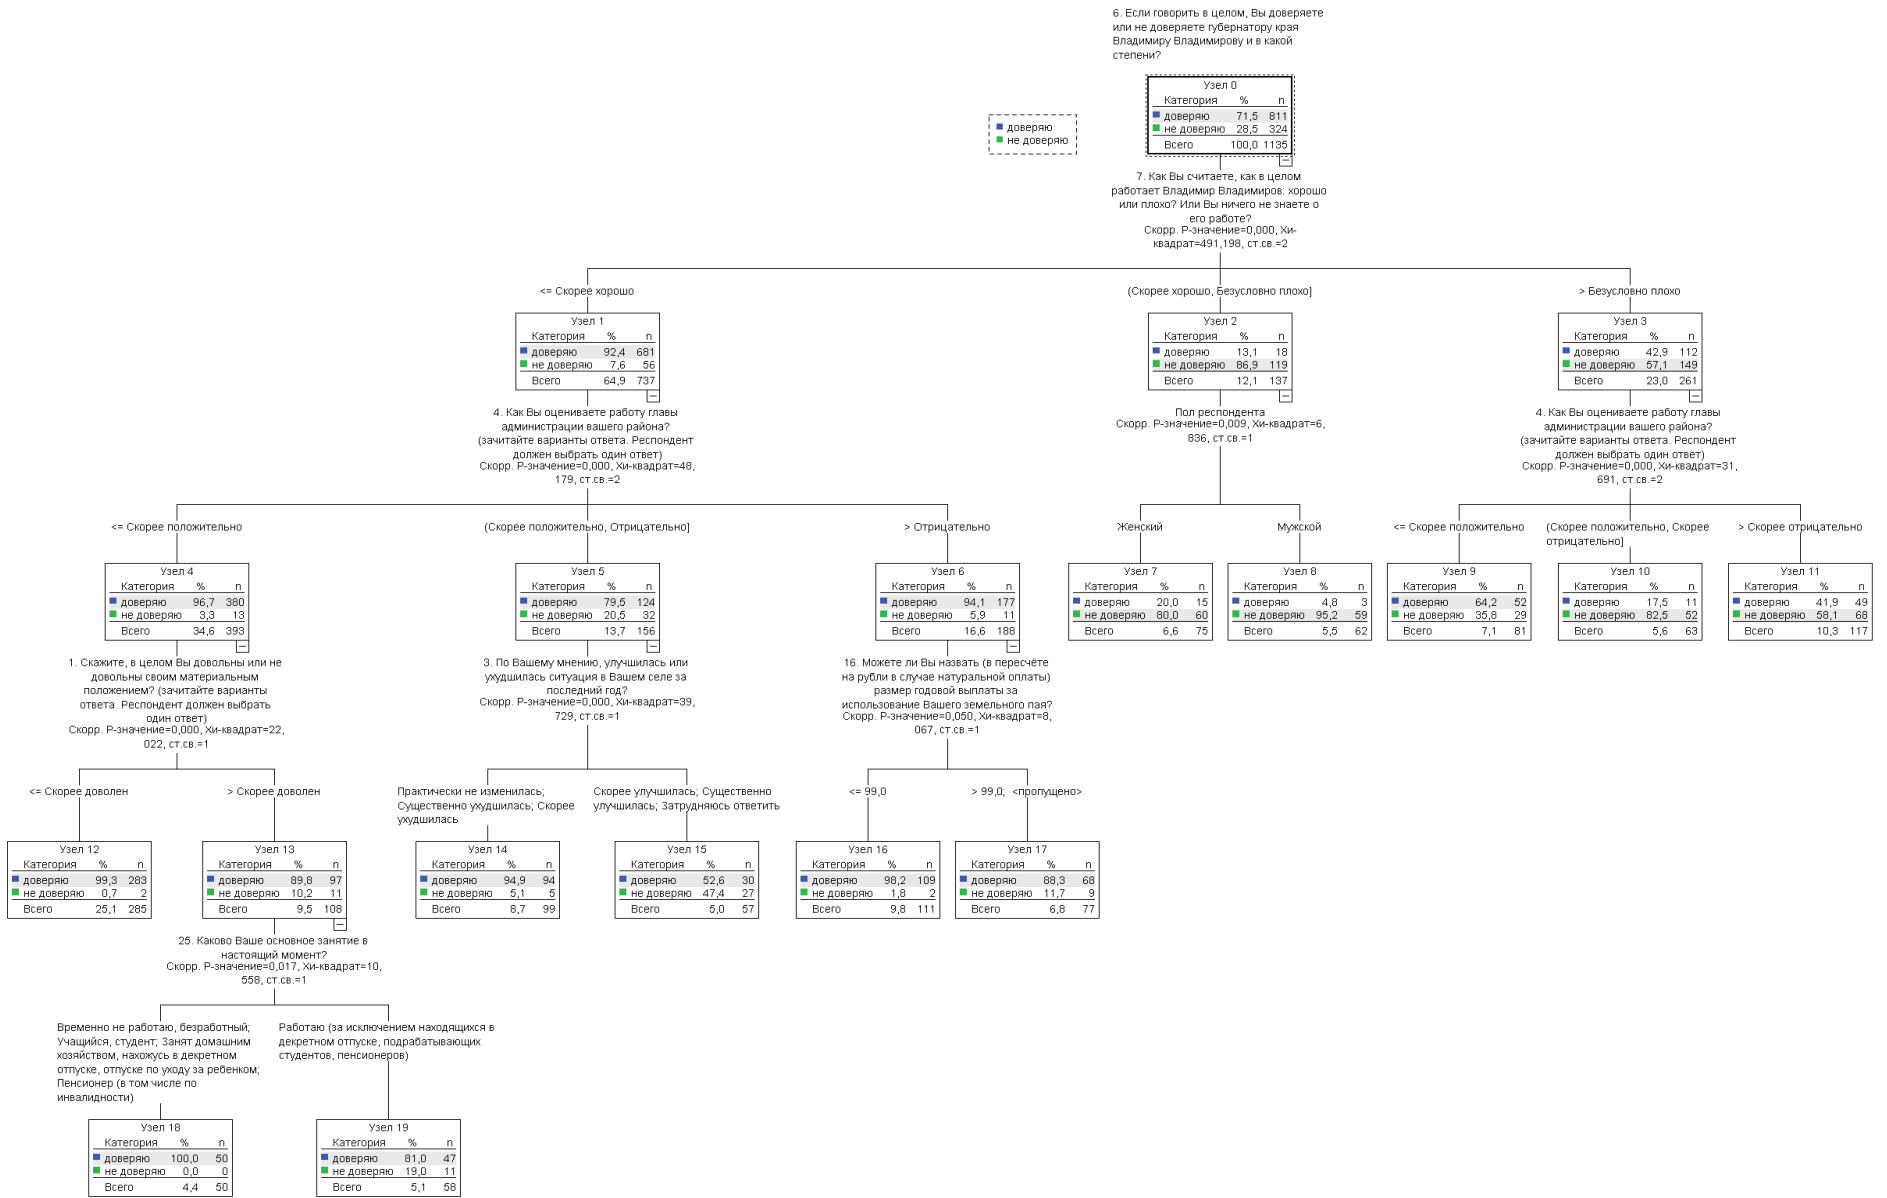 6. Если говорить в целом, Вы доверяете
или не доверяете губернатору края
Владимиру Владимирову и в какой
степени?
Узел 0
Категория % n
доверяю 71,5 811
не доверяю 28,5 324
Всего 100,0 1135
доверяю
не доверяю
7. Как Вы считаете, как в целом
работает Владимир Владимиров: хорошо
или плохо? Или Вы ничего не знаете о
его работе?
Скорр. P-значение=0,000, Хи-
квадрат=491,198, ст.св.=2
<= Скорее хорошо
(Скорее хорошо, Безусловно плохо]
> Безусловно плохо
Узел 1
Категория % n
доверяю 92,4 681
не доверяю 7,6 56
Всего 64,9 737
Узел 2
Категория % n
доверяю 13,1 18
не доверяю 86,9 119
Всего 12,1 137
Узел 3
Категория % n
доверяю 42,9 112
не доверяю 57,1 149
Всего 23,0 261
4. Как Вы оцениваете работу главы
администрации вашего района?
(зачитайте варианты ответа. Респондент
должен выбрать один ответ)
Скорр. P-значение=0,000, Хи-квадрат=48,
179, ст.св.=2
Пол респондента
Скорр. P-значение=0,009, Хи-квадрат=6,
836, ст.св.=1
4. Как Вы оцениваете работу главы
администрации вашего района?
(зачитайте варианты ответа. Респондент
должен выбрать один ответ)
Скорр. P-значение=0,000, Хи-квадрат=31,
691, ст.св.=2
<= Скорее положительно
(Скорее положительно, Отрицательно]
> Отрицательно
Женский
Мужской
<= Скорее положительно
(Скорее положительно, Скорее
отрицательно]
> Скорее отрицательно
Узел 4
Категория % n
доверяю 96,7 380
не доверяю 3,3 13
Всего 34,6 393
Узел 5
Категория % n
доверяю 79,5 124
не доверяю 20,5 32
Всего 13,7 156
Узел 6
Категория % n
доверяю 94,1 177
не доверяю 5,9 11
Всего 16,6 188
Узел 7
Категория % n
доверяю 20,0 15
не доверяю 80,0 60
Всего 6,6 75
Узел 8
Категория % n
доверяю 4,8 3
не доверяю 95,2 59
Всего 5,5 62
Узел 9
Категория % n
доверяю 64,2 52
не доверяю 35,8 29
Всего 7,1 81
Узел 10
Категория % n
доверяю 17,5 11
не доверяю 82,5 52
Всего 5,6 63
Узел 11
Категория % n
доверяю 41,9 49
не доверяю 58,1 68
Всего 10,3 117
1. Скажите, в целом Вы довольны или не
довольны своим материальным
положением? (зачитайте варианты
ответа. Респондент должен выбрать
один ответ)
Скорр. P-значение=0,000, Хи-квадрат=22,
022, ст.св.=1
3. По Вашему мнению, улучшилась или
ухудшилась ситуация в Вашем селе за
последний год?
Скорр. P-значение=0,000, Хи-квадрат=39,
729, ст.св.=1
16. Можете ли Вы назвать (в пересчёте
на рубли в случае натуральной оплаты)
размер годовой выплаты за
использование Вашего земельного пая?
Скорр. P-значение=0,050, Хи-квадрат=8,
067, ст.св.=1
<= Скорее доволен
> Скорее доволен
Практически не изменилась;
Существенно ухудшилась; Скорее
ухудшилась
Скорее улучшилась; Существенно
улучшилась; Затрудняюсь ответить
<= 99,0
> 99,0; <пропущено>
Узел 12
Категория % n
доверяю 99,3 283
не доверяю 0,7 2
Всего 25,1 285
Узел 13
Категория % n
доверяю 89,8 97
не доверяю 10,2 11
Всего 9,5 108
Узел 14
Категория % n
доверяю 94,9 94
не доверяю 5,1 5
Всего 8,7 99
Узел 15
Категория % n
доверяю 52,6 30
не доверяю 47,4 27
Всего 5,0 57
Узел 16
Категория % n
доверяю 98,2 109
не доверяю 1,8 2
Всего 9,8 111
Узел 17
Категория % n
доверяю 88,3 68
не доверяю 11,7 9
Всего 6,8 77
25. Каково Ваше основное занятие в
настоящий момент?
Скорр. P-значение=0,017, Хи-квадрат=10,
558, ст.св.=1
Временно не работаю, безработный;
Учащийся, студент; Занят домашним
хозяйством, нахожусь в декретном
отпуске, отпуске по уходу за ребенком;
Пенсионер (в том числе по
инвалидности)
Работаю (за исключением находящихся в
декретном отпуске, подрабатывающих
студентов, пенсионеров)
Узел 18
Категория % n
доверяю 100,0 50
не доверяю 0,0 0
Всего 4,4 50
Узел 19
Категория % n
доверяю 81,0 47
не доверяю 19,0 11
Всего 5,1 58